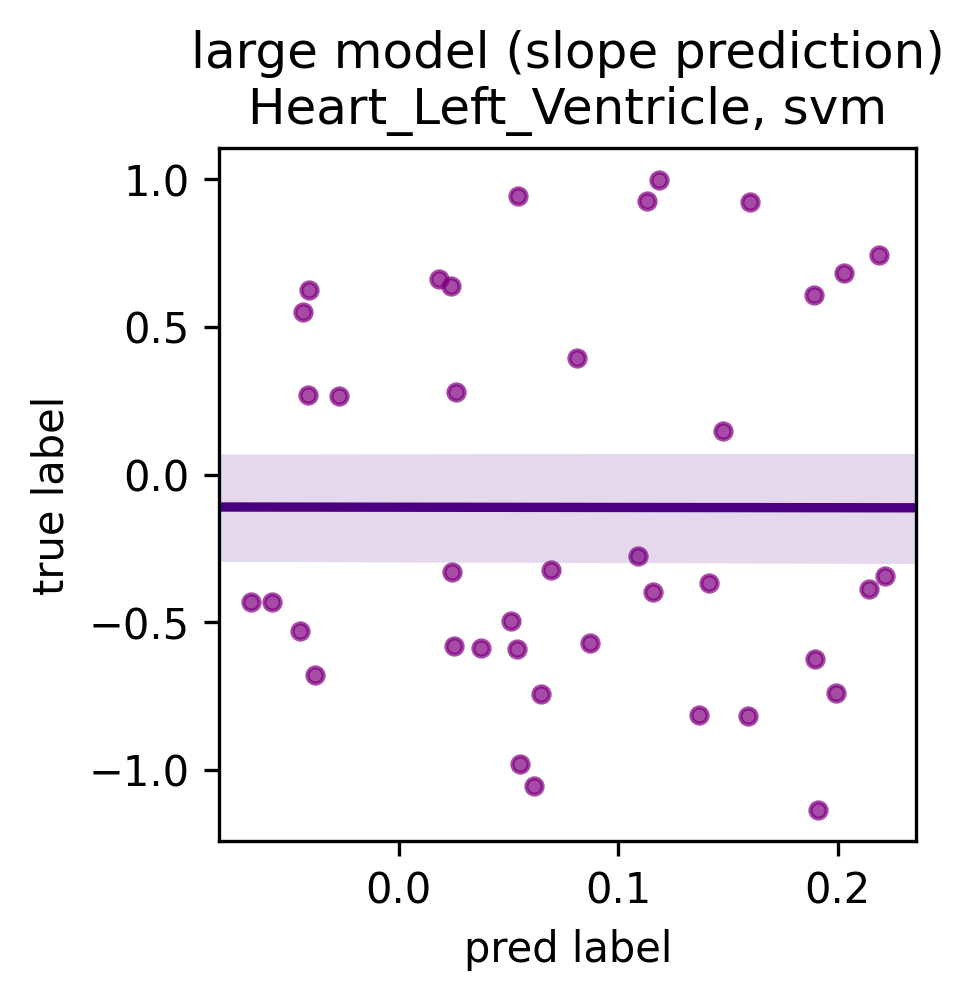 large model (slope prediction)
Heart_Left_Ventricle, svm
1.0
0.5
0.0
−0.5
−1.0
true label
0.0
0.1
0.2
pred label